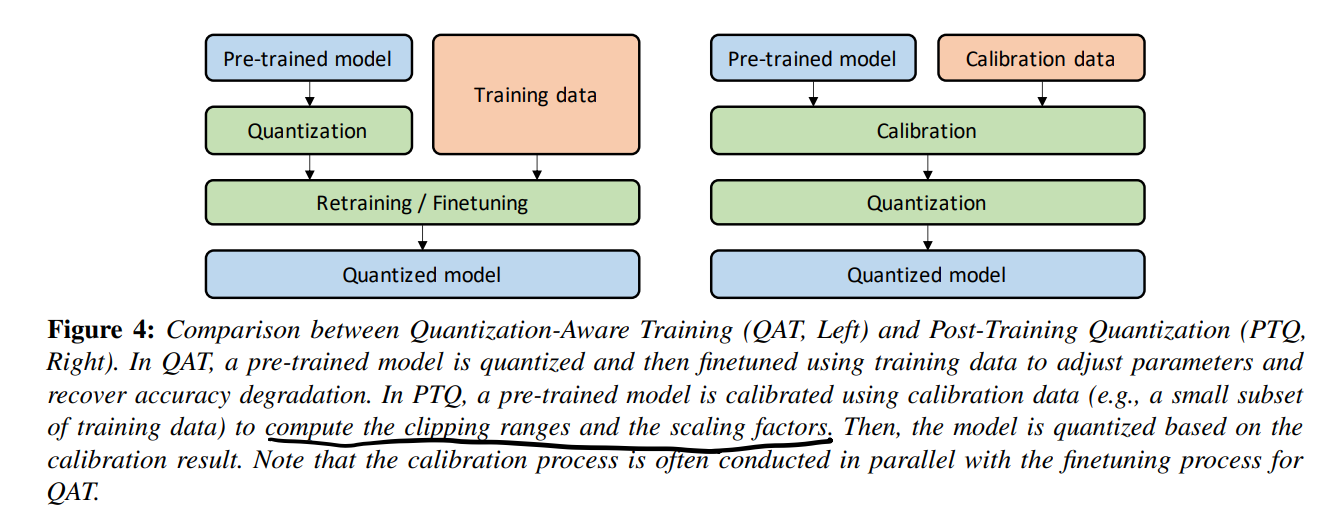 Pre-trained model
Training data
Quantization
Retraining / Finetuning
Quantized model
Pre-trained model
Calibration data
Calibration
Quantization
Quantized model
Figure 4: Comparison between Quantization-Aware Training (QAT, Left) and Post-Training Quantization (PTQ,
Right). In QAT, a pre-trained model is quantized and then finetuned using training data to adjust parameters and
recover accuracy degradation. In PTQ, a pre-trained model is calibrated using calibration data (e.g., a small subset
of training data) to compute the clipping ranges and the scaling factors. Then, the model is quantized based on the
calibration result. Note that the calibration process is often conducted in parallel with the finetuning process for
QAT.